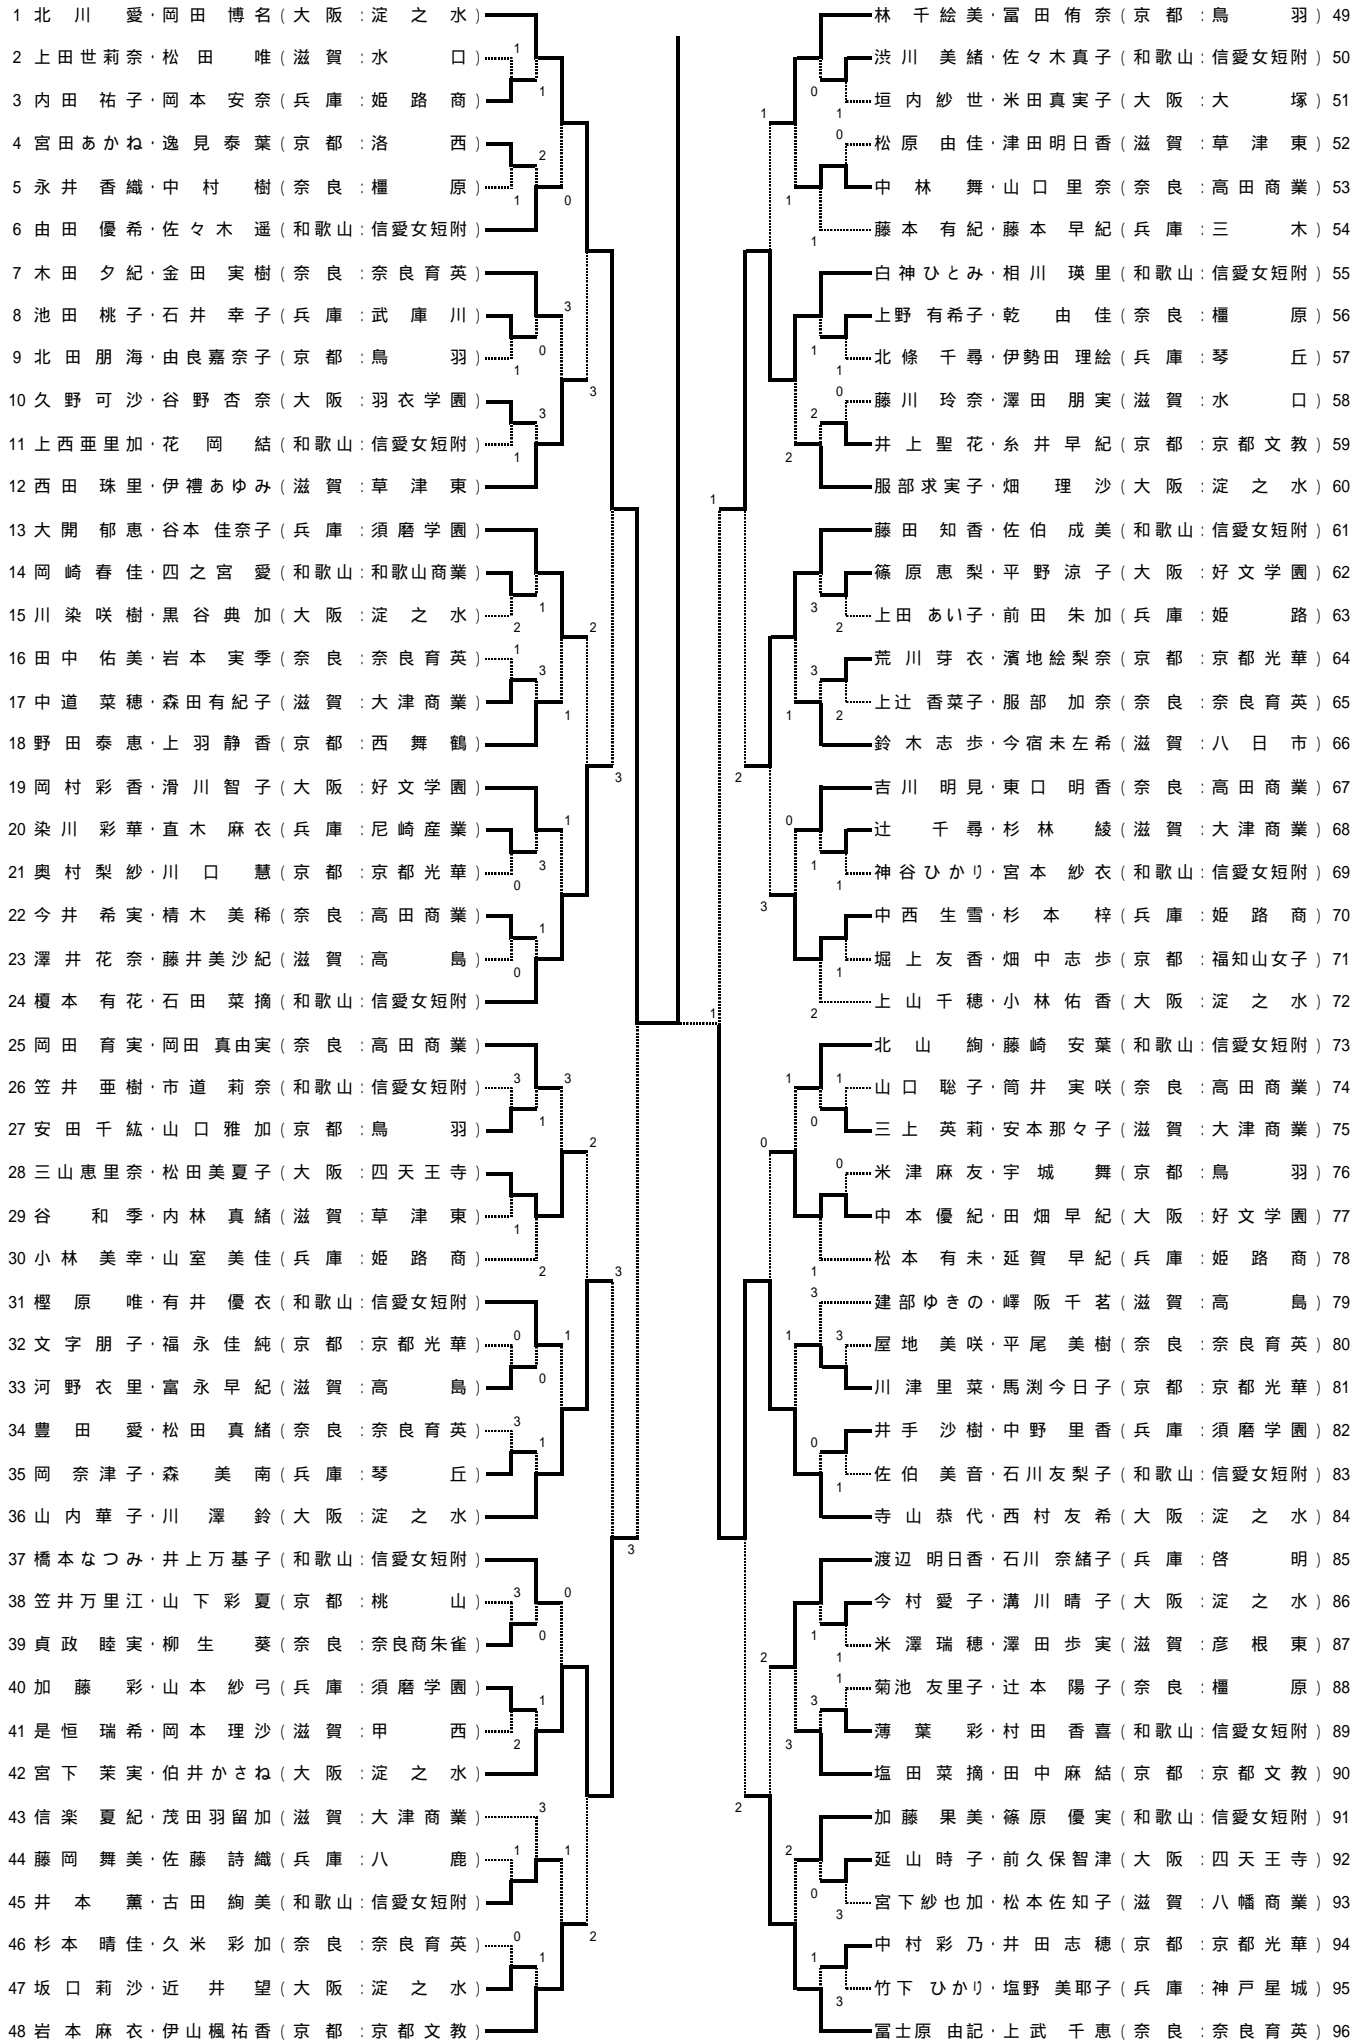 1 北川 愛・岡田 博名 (大阪:淀之水)
2 上田世莉奈・松田 唯 (滋賀:水口)
3 内田 祐子・岡本 安奈 (兵庫:姫路商)
4 宮田あかね・逸見泰葉 (京都:洛西)
5 永井香織・中村 樹 (奈良:橿原)
6 由田優希・佐々木遥 (和歌山:信愛女短附)
7 木田夕紀・金田実樹 (奈良:奈良育英)
8 池田桃子・石井幸子 (兵庫:武庫川)
9 北田朋海・由良嘉奈子 (京都:鳥羽)
10 久野可沙・谷野杏奈 (大阪:羽衣学園)
11 上西亜里加・花岡結 (和歌山:信愛女短附)
12 西田珠里・伊禮あゆみ (滋賀:草津東)
13 大開郁恵・谷本佳奈子 (兵庫:須磨学園)
14 岡崎春佳・四之宮愛 (和歌山:和歌山商業)
15 川染咲樹・黒谷典加 (大阪:淀之水)
16 田中佑美・岩本実季 (奈良:奈良育英)
17 中道菜穂・森田有紀子 (滋賀:大津商業)
18 野田泰恵・上羽静香 (京都:西舞鶴)
19 岡村彩香・滑川智子 (大阪:好文学園)
20 染川彩華・直木麻衣 (兵庫:尼崎産業)
21 奥村梨紗・川口慧 (京都:京都光華)
22 今井希実・楕木美稀 (奈良:高田商業)
23 澤井花奈・藤井美沙紀 (滋賀:高島)
24 榎本有花・石田菜摘 (和歌山:信愛女短附)
25 岡田育実・岡田真由実 (奈良:高田商業)
26 笠井亜樹・市道莉奈 (和歌山:信愛女短附)
27 安田千紘・山口雅加 (京都:鳥羽)
28 三山恵里奈・松田美夏子 (大阪:四天王寺)
29 谷和季・内林真緒 (滋賀:草津東)
30 小林美幸・山室美佳 (兵庫:姫路商)
31 樫原唯・有井優衣 (和歌山:信愛女短附)
32 文字朋子・福永佳純 (京都:京都光華)
33 河野衣里・富永早紀 (滋賀:高島)
34 豊田愛・松田真緒 (奈良:奈良育英)
35 岡奈津子・森美南 (兵庫:琴丘)
36 山内華子・川澤鈴 (大阪:淀之水)
37 橋本なつみ・井上万基子 (和歌山:信愛女短附)
38 笠井万里江・山下彩夏 (京都:桃山)
39 貞政睦実・柳生葵 (奈良:奈良商朱雀)
40 加藤彩・山本紗弓 (兵庫:須磨学園)
41 是恒瑞希・岡本理沙 (滋賀:甲西)
42 宮下茉実・伯井かさね (大阪:淀之水)
43 信楽夏紀・茂田羽留加 (滋賀:大津商業)
44 藤岡舞美・佐藤詩織 (兵庫:八鹿)
45 井本薫・古田絢美 (和歌山:信愛女短附)
46 杉本晴佳・久米彩加 (奈良:奈良育英)
47 坂口莉沙・近井望 (大阪:淀之水)
48 岩本麻衣・伊山楓祐香 (京都:京都文教)
林千絵美・冨田侑奈 (京都:鳥羽) 49
渋川美緒・佐々木真子 (和歌山:信愛女短附) 50
垣内紗世・米田真実子 (大阪:大塚) 51
松原由佳・津田明日香 (滋賀:草津東) 52
中林舞・山口里奈 (奈良:高田商業) 53
藤本有紀・藤本早紀 (兵庫:三木) 54
白神ひとみ・相川瑛里 (和歌山:信愛女短附) 55
上野有希子・乾由佳 (奈良:橿原) 56
北條千尋・伊勢田理絵 (兵庫:琴丘) 57
藤川玲奈・澤田朋実 (滋賀:水口) 58
井上聖花・糸井早紀 (京都:京都文教) 59
服部求実子・畑理沙 (大阪:淀之水) 60
藤田知香・佐伯成美 (和歌山:信愛女短附) 61
篠原恵梨・平野涼子 (大阪:好文学園) 62
上田あい子・前田朱加 (兵庫:姫路) 63
荒川芽衣・濱地絵梨奈 (京都:京都光華) 64
上辻香菜子・服部加奈 (奈良:奈良育英) 65
鈴木志歩・今宿未左希 (滋賀:八日市) 66
吉川明見・東口明香 (奈良:高田商業) 67
辻千尋・杉林綾 (滋賀:大津商業) 68
神谷ひかり・宮本紗衣 (和歌山:信愛女短附) 69
中西生雪・杉本梓 (兵庫:姫路商) 70
堀上友香・畑中志歩 (京都:福知山女子) 71
上山千穂・小林佑香 (大阪:淀之水) 72
北山絢・藤崎安葉 (和歌山:信愛女短附) 73
山口聡子・筒井実咲 (奈良:高田商業) 74
三上英莉・安本那々子 (滋賀:大津商業) 75
米津麻友・宇城舞 (京都:鳥羽) 76
中本優紀・田畑早紀 (大阪:好文学園) 77
松本有未・延賀早紀 (兵庫:姫路商) 78
建部ゆきの・嶧阪千茗 (滋賀:高島) 79
屋地美咲・平尾美樹 (奈良:奈良育英) 80
川津里菜・馬渕今日子 (京都:京都光華) 81
井手沙樹・中野里香 (兵庫:須磨学園) 82
佐伯美音・石川友梨子 (和歌山:信愛女短附) 83
寺山恭代・西村友希 (大阪:淀之水) 84
渡辺明日香・石川奈緒子 (兵庫:啓明) 85
今村愛子・溝川晴子 (大阪:淀之水) 86
米澤瑞穂・澤田歩実 (滋賀:彦根東) 87
菊池友里子・辻本陽子 (奈良:橿原) 88
薄葉彩・村田香喜 (和歌山:信愛女短附) 89
塩田菜摘・田中麻結 (京都:京都文教) 90
加藤果美・篠原優実 (和歌山:信愛女短附) 91
延山時子・前久保智津 (大阪:四天王寺) 92
宮下紗也加・松本佐知子 (滋賀:八幡商業) 93
中村彩乃・井田志穂 (京都:京都光華) 94
竹下ひかり・塩野美耶子 (兵庫:神戸星城) 95
冨士原由記・上武千恵 (奈良:奈良育英) 96